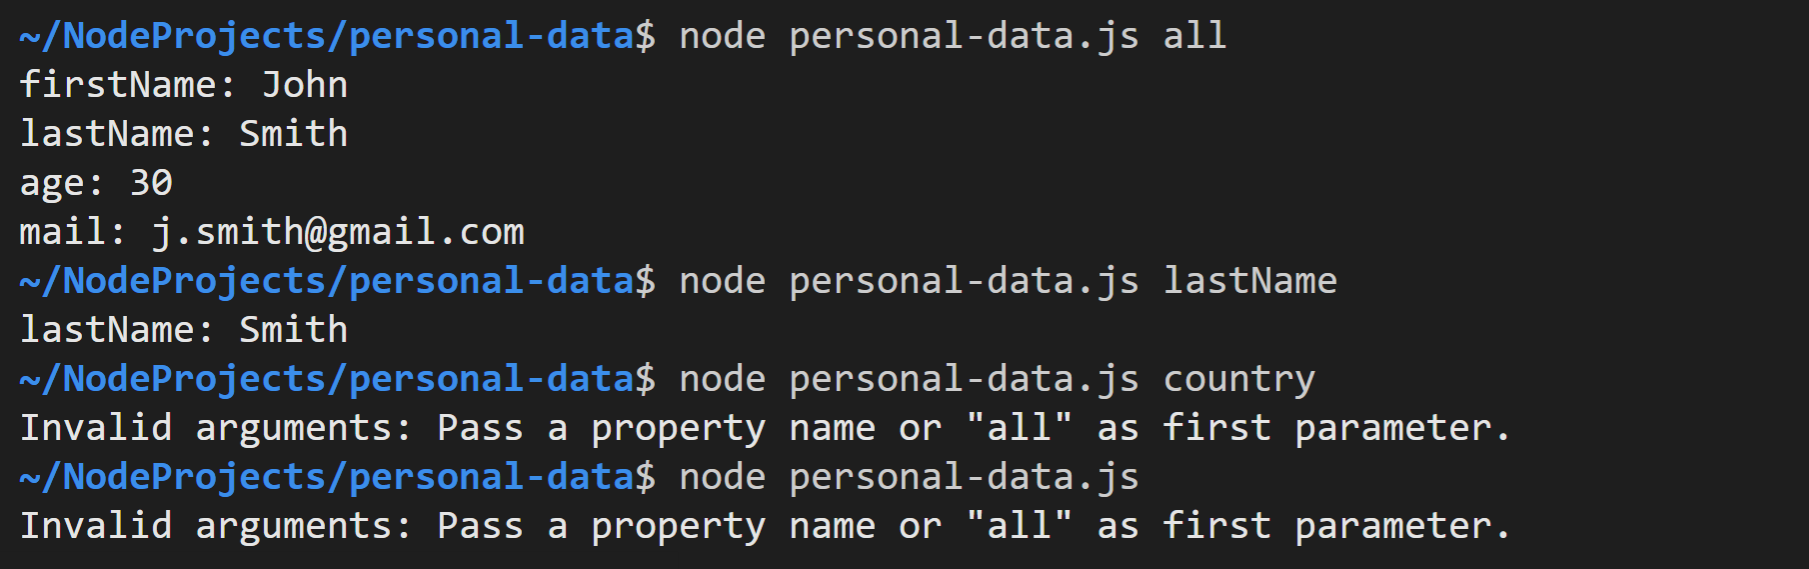 ~/NodeProjects/personal-data$ node personal-data.js all
firstName: John
lastName: Smith
age: 30
mail: j.smith@gmail.com
~/NodeProjects/personal-data$ node personal-data.js lastName
lastName: Smith
~/NodeProjects/personal-data$ node personal-data.js country
Invalid arguments: Pass a property name or "all" as first parameter.
~/NodeProjects/personal-data$ node personal-data.js
Invalid arguments: Pass a property name or "all" as first parameter.